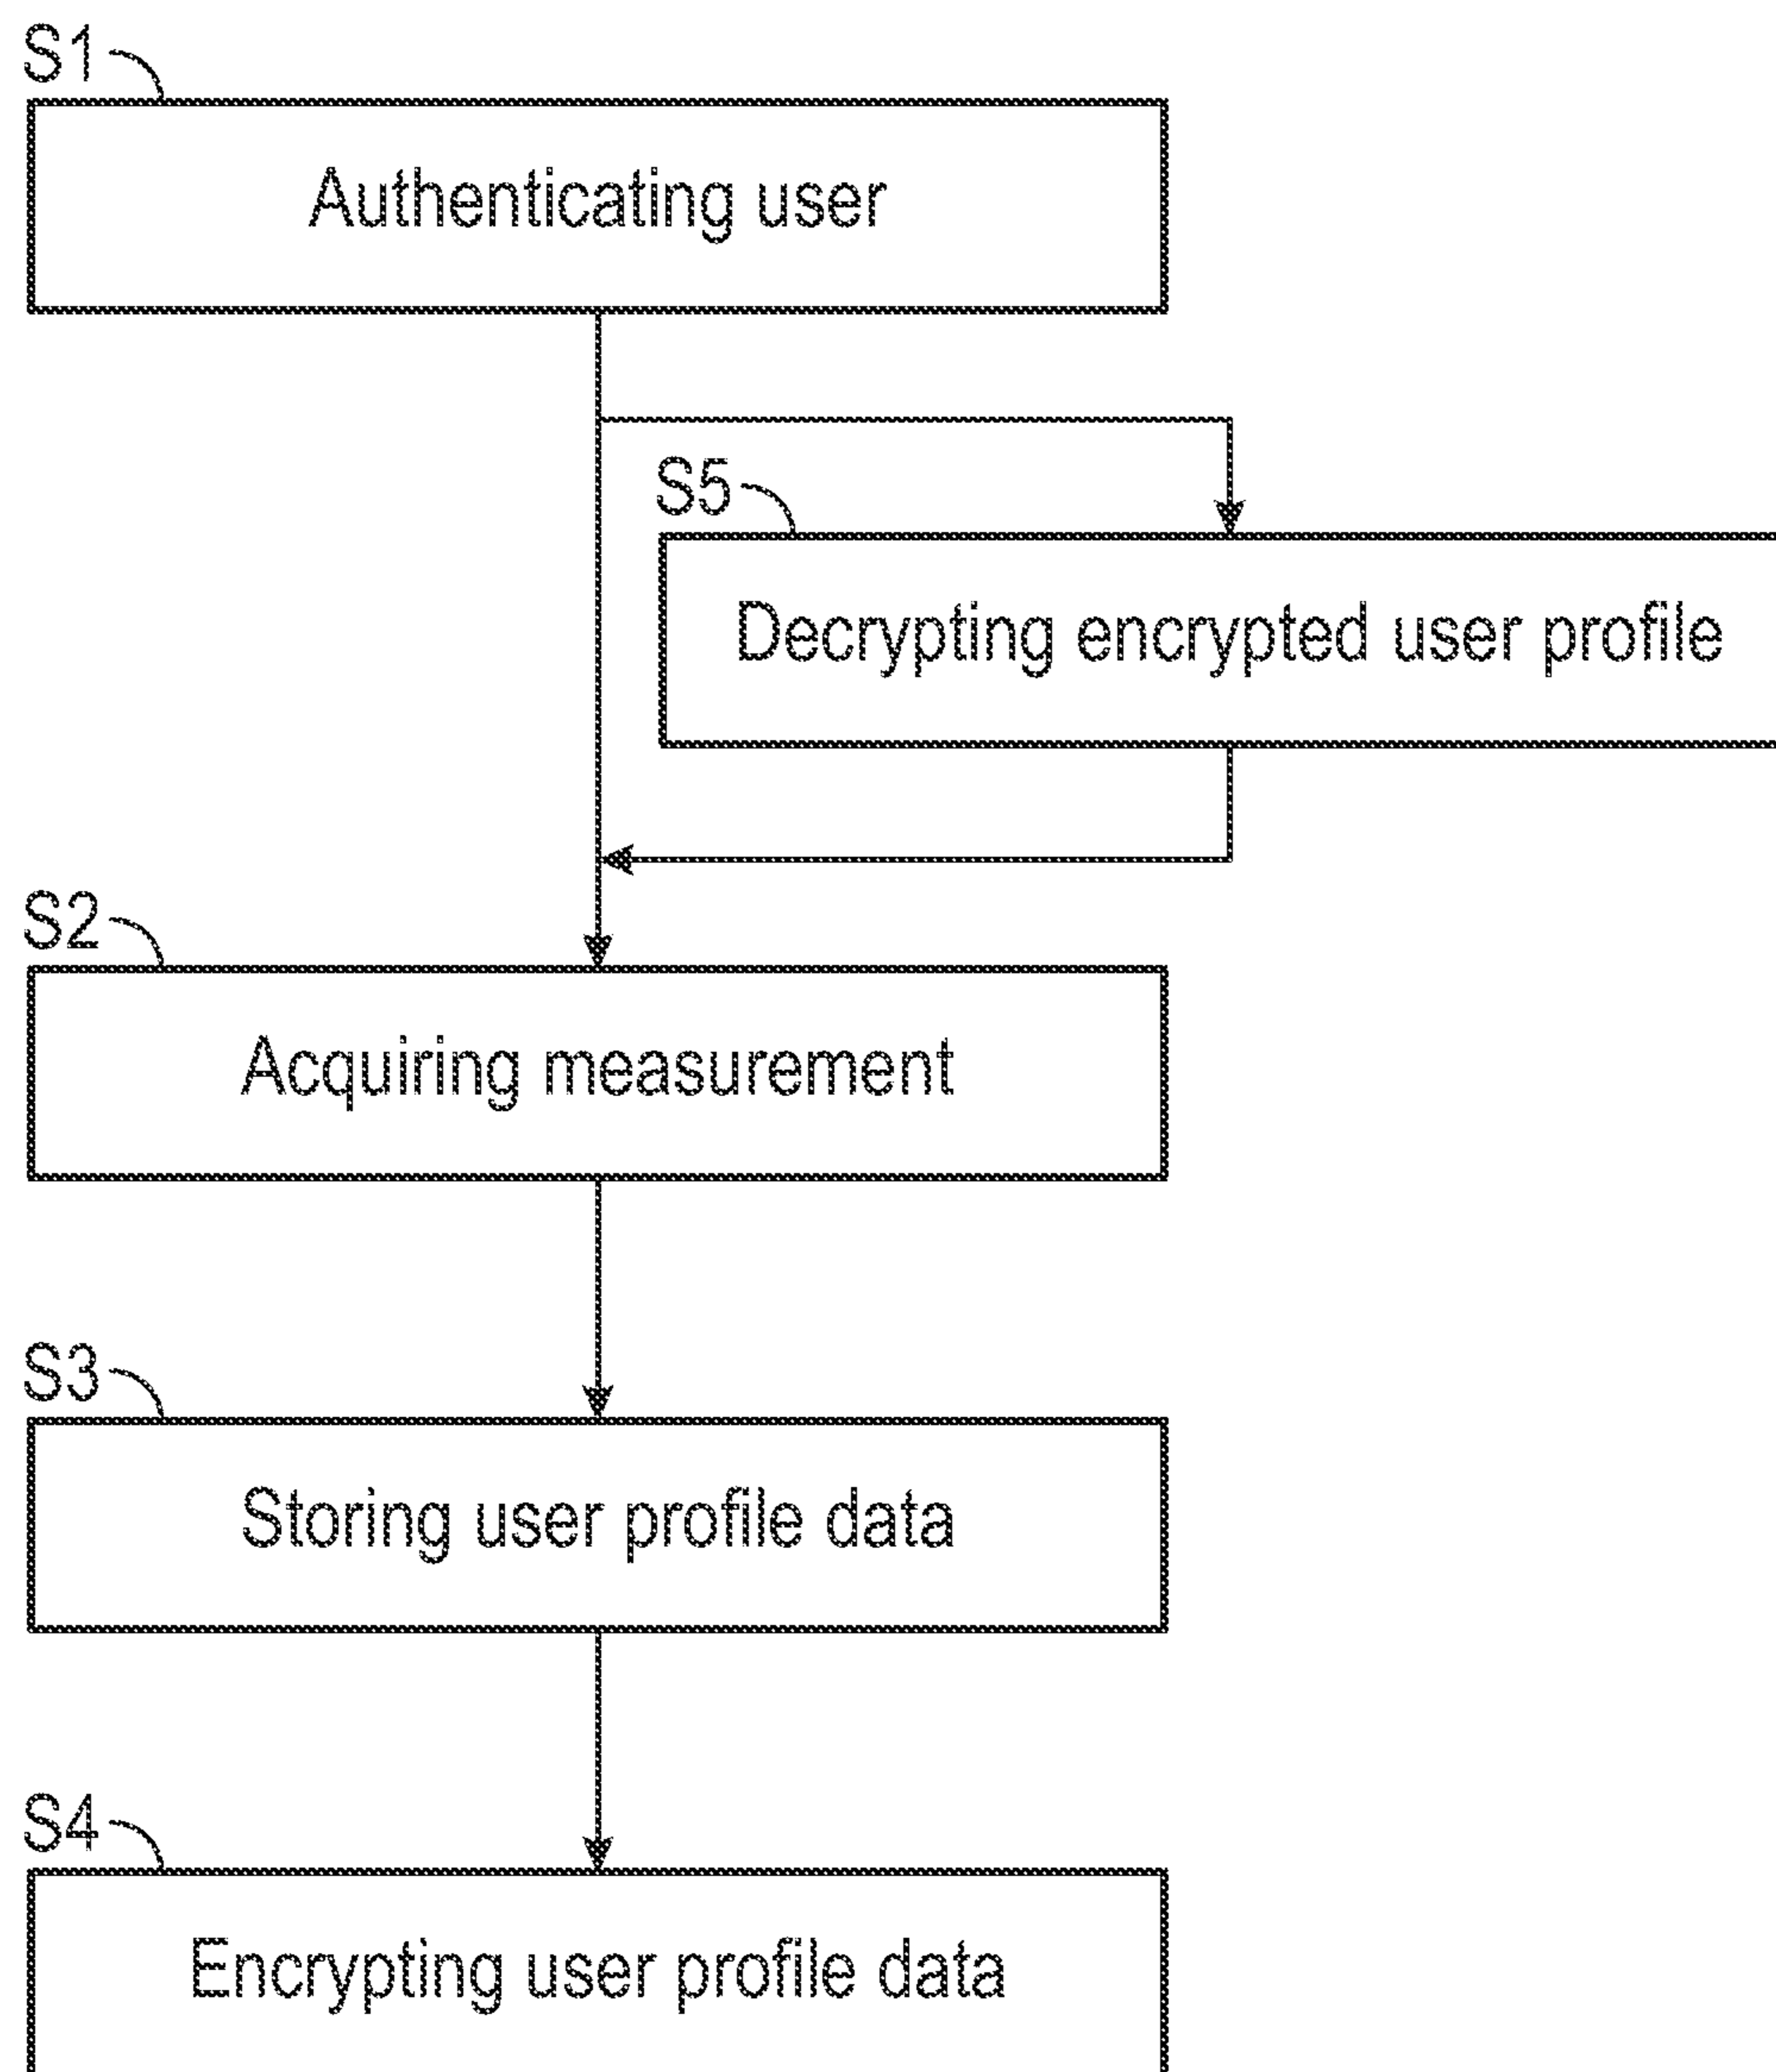 S1
Authenticating user
S5
Decrypting encrypted user profile
S2
Acquiring measurement
S3
Storing user profile data
S4
Encrypting user profile data